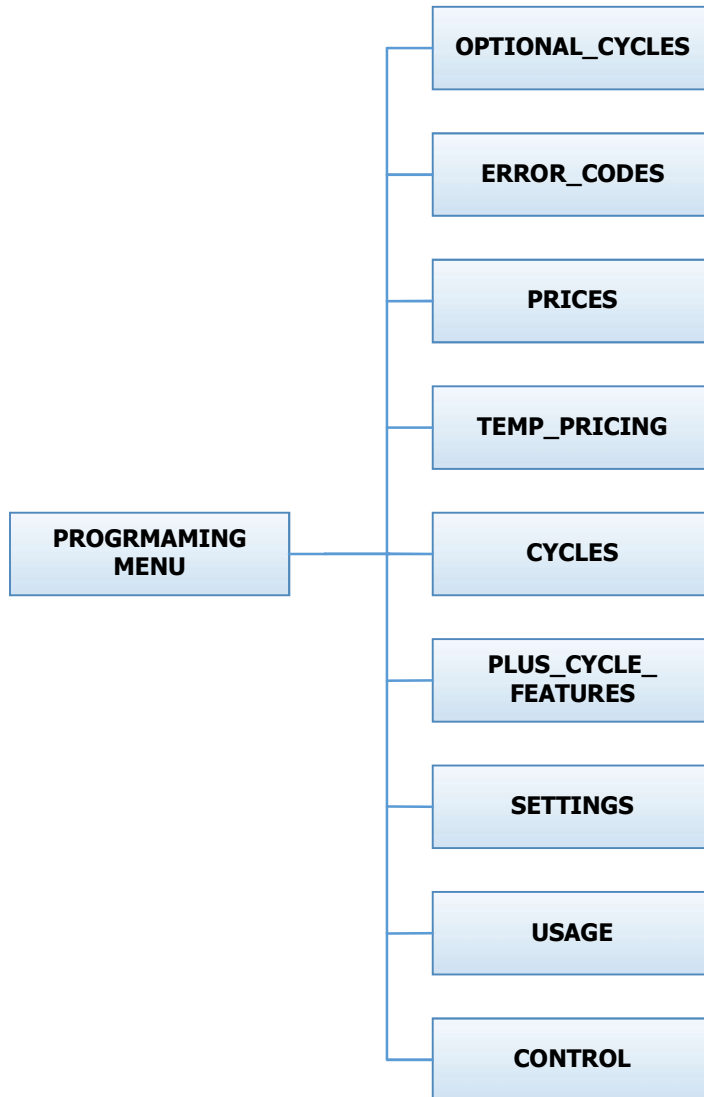 OPTIONAL_CYCLES
ERROR_CODES
PRICES
TEMP_PRICING
PROGRMAMING
MENU
CYCLES
PLUS_CYCLE_
FEATURES
SETTINGS
USAGE
CONTROL